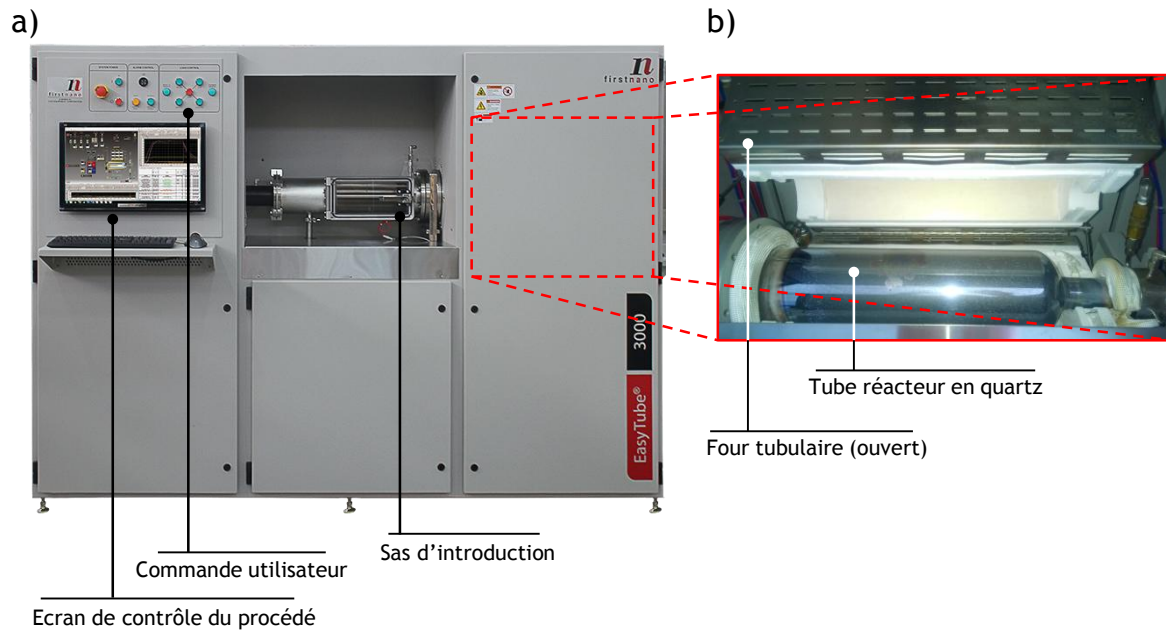 a)
b)
n
firstnano
n
firstnano
3000
EasyTube®
Tube réacteur en quartz
Four tubulaire (ouvert)
Sas d’introduction
Commande utilisateur
Ecran de contrôle du procédé